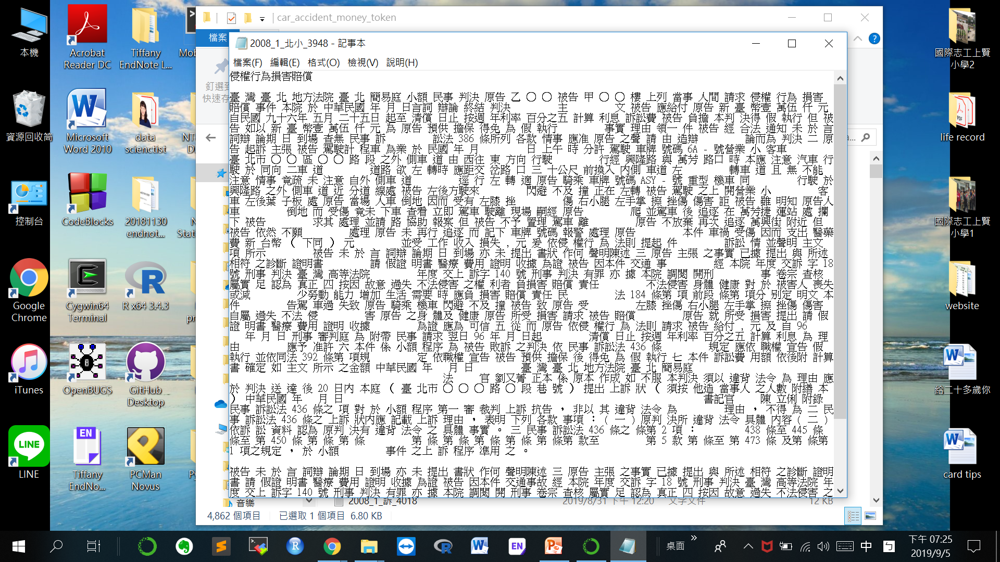 car_accident_money_token
檔案
2008_1_北小_3948 - 記事本
檔案(F) 編輯(E) 格式(O) 檢視(V) 說明(H)
侵權行為損害賠償
臺 灣 臺 北 地方法院 臺 北 簡易庭 小額 民事 判決 原告 乙 〇 〇 被告 甲 〇 〇 樓 上列 當事 人間 請求 侵權 行為 損害
賠償 事件 本院 於 中華民國 年 月 日言詞 辯論 終結 判決 主 文 被告 應給付 原告 新 臺 幣壹 萬伍 仟 元
自民國 九十六年 五月 二十五日 起至 清償 日止 按週 年利率 百分之五 計算 利息 訴訟費 被告 負擔 本判 決得 假 執行 但 被
告 如以 新 臺 幣壹 萬伍 仟 元 為 原告 預供 擔保 得免 為 假 執行 事實 理由 領一 件 被告 經 合法 通知 未 於 言
詞辯 論期 日 到場 查無 民事 訴 訟法 386 條所列 各款 情事 應准 原告 之聲 請 由 造辯 論而為 判決 二 原
告 起訴 主張 被告 駕駛計 程車 為業 於 民國 年 月 日 上午 時 分許 駕駛 車牌 號碼 6A - 號營業 小 客車
臺 北市 〇 〇 區 〇 〇 路 段 之外 側車 道 由 西往 東 方向 行駛 行經 興隆路 與 萬芳 路口 時 本應 注意 汽車 行
駛 於 同向 二車 道 道路 欲 左 轉時 應距交 岔路 口 三 十公尺 前換入 內側 車道 左 轉車 道 且 無 不能
注意 情事 竟疏 未 注意 自外 側車 道 逕 行 左 轉 適 原告 騎乘 車牌 號碼 ASY - 號 重型 機車 同 行駛 於
興隆路 之外 側車 道 近 分道 線處 被告 左後方駛來 閃避 不及 撞 正在 左轉 被告 駕駛 之上 開營業 小 客
車 左後葉 子板 處 原告 當場 人車 倒地 因而 受有 左膝 挫 傷 右小腿 左手掌 擦 挫傷 傷害 詎 被告 雖 明知 原告人
車 倒地 而 受傷 竟未 下車 查看 立即 駕車 駛離 現場 嗣經 原告 爬 並駕車 後 追逐 在 萬芳捷 運站 處 攔
下 被告 求其 處理 並請 路 協助 報案 但 被告 不予 置理 駕車 離 原告 不放棄 再次 追逐 萬興街 附近 但
被告 依然 不願 處理 原告 未 再行 追逐 而 記下 車牌 號碼 報警 處理 原告 本件 車禍 受傷 因而 支出 醫藥
費 新 台幣 ( 下同 ) 元 並受 工作 收入 損失 , 元 爰 依侵 權行 為 法則 提起 件 訴訟 情 並聲明 主文
項 所示 被告 未 於 言 詞辯 論期 日 到場 亦 未 提出 書狀 作何 聲明陳述 三 原告 主張 之事實 已據 提出 與 所述
相符 之診斷 證明書 請 假證 明書 醫療 費用 證明 收據 為證 被告 因本件 交通 事 經 本院 年度 交訴 字 18
號 刑事 判決 臺 灣 高等法院 年度 交上 訴字 140 號 刑事 判決 有罪 亦 據 本院 調閱 開刑 事 卷宗 查核
屬實 足 認為 真正 四 按因 故意 過失 不法侵害 之權 利者 負損害 賠償 責任 不法侵害 身體 健康 對 於 被害人 喪失
或減 少勞動 能力 增加 生活 需要 時 應負 損害 賠償 責任 民 法 184 條第 項 前段 條第 項分 別定 明文 本
件 告駕 車過 失致 原告 騎乘 機車 閃避 不及 撞 被告 致 原告 受 左膝 挫傷 右小腿 左手掌 擦 挫傷 傷害
自屬 過失 不法 侵 害 原告 之身 體及 健康 原告 所受 損害 請求 被告 賠償 原告 就 所受 損害 提出 請 假
證 明書 醫療 費用 證明 收據 為證 應為 可信 五 從 而 原告 依侵 權行 為 法則 請求 被告 給付 , 元 及 自 96
年 月 日 刑事 審判庭 為 附帶 民事 請求 翌日 96 年 月 日起 清償 日止 按週 年利率 百分之五 計算 利息 為 理
由 應予 准許 六 本件 係 小額 程序 為 被告 敗訴 之判決 依 民事 訴訟法 436 條 規定 應依 職權 宣告 假
執行 並依同法 392 條第 項規 定 依職權 宣告 被告 預供 擔保 後 得免 為 假 執行 七 本件 訴訟費 用額 依後附 計算
書 確定 如 主文 所示 之金額 中華民國 年 月 日 臺 灣 臺 北 地方法院 臺 北 簡易庭
法 官 劉又菁 正本 係 原本 作成 如 不服 本判決 須以 違背 法令 為 理由 應
於 判決 送 達 後 20 日內 本庭 ( 臺 北市 〇 〇 〇 路 〇 段 巷 號 ) 提出 上訴 狀 ( 須按 他造 當事人 之人數 附繕 本
) 中華民國 年 月 日 書記官 陳 立俐 附錄
民事 訴訟法 436 條之 項 對 於 小額 程序 第一 審 裁判 上訴 抗告 , 非以 其 違背 法令 為 理由 , 不得 為 二 民
事 訴訟法 436 條之 上訴 狀內應 記載 上訴 理由 , 表明 下列 各款 事項 : ( 一 ) 原判 決所 違背 法令 具體 內容 ( 二 )
依訴 訟 資料 認為 原判 決有 違背 法令 之 具體 事實 。 三 民事 訴訟法 436 條之 條第 2 項 : 438 條至 445 條
條至 第 450 條 第 條 第 條 第 條 第 條 第 條 第 條第 款至 第 5 款 第 條至 第 473 條 及第 條第
1 項之規定 , 於 小額 事件 之上 訴 程序 準用 之 。
被告 未 於 言 詞辯 論期 日 到場 亦 未 提出 書狀 作何 聲明陳述 三 原告 主張 之事實 已據 提出 與 所述 相符 之診斷 證明
書 請 假證 明書 醫療 費用 證明 收據 為證 被告 因本件 交通事故 經 本院 年度 交訴 字 18 號 刑事 判決 臺 灣 高等法院 年
度 交上 訴字 140 號 刑事 判決 有罪 亦 據 本院 調閱 開 刑事 卷宗 查核 屬實 足 認為 真正 四 按因 故意 過失 不法侵害 之
音樂
2008_1_訴_4018 2019/8/31 下午 12:20 文字文件 12 KB
4,862 個項目 已選取 1 個項目 6.80 KB
本機
Acrobat Reader DC
Tiffany EndNote L...
資源回收筒
Microsoft Word 2010
data scienctist
控制台
CodeBlocks
20181130 endnot...
Google Chrome
Cygwin64 Terminal
R x64 3.4.3
iTunes
OpenBUGS
GitHub Desktop
LINE
Tiffany EndNo...
PCMan Novus
國際志工上賢小學2
life record
國際志工上賢小學1
website
給二十多歲你
card tips
桌面
中
下午 07:25
2019/9/5